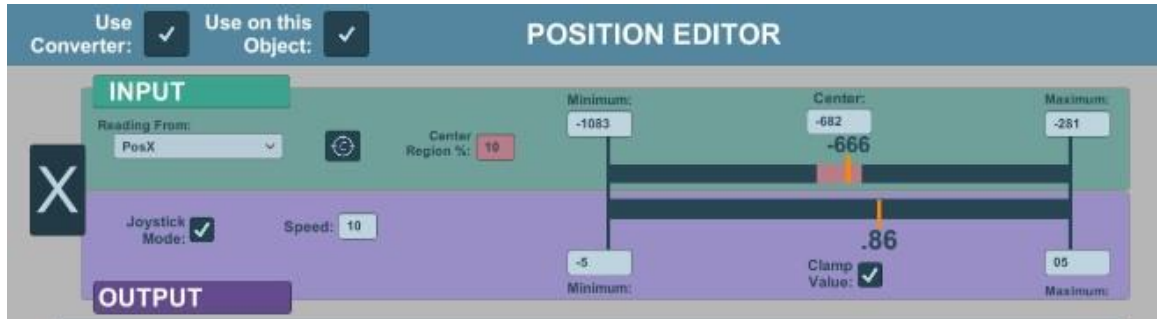 Use
Converter:
Use on this
Object:
POSITION EDITOR
INPUT
Reading From:
PosX
Center
Region %:
10
Minimum:
-1083
Center:
-682
-666
Maximum:
-281
X
Joystick
Mode:
Speed:
10
.86
-5
Minimum:
Clamp
Value:
05
Maximum:
OUTPUT